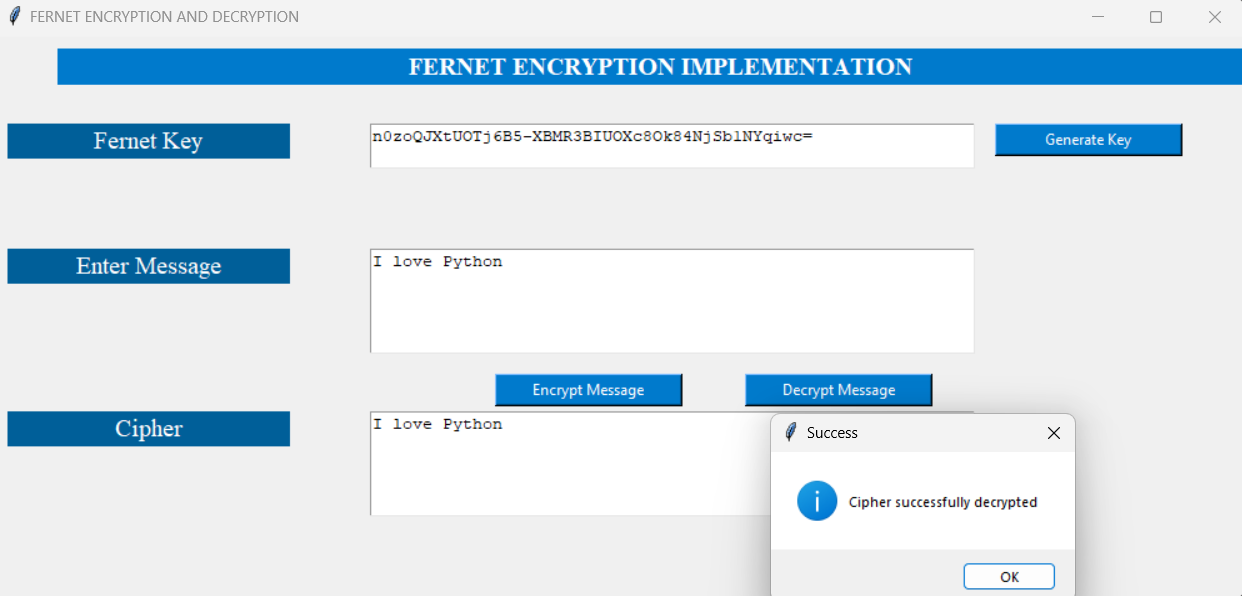 FERNET ENCRYPTION AND DECRYPTION
FERNET ENCRYPTION IMPLEMENTATION
Fernet Key
n0zoQJXtUOTj6B5-XBMR3BIUOXc8Ok84NjSblNYqiwc=
Generate Key
Enter Message
I love Python
Encrypt Message
Decrypt Message
Cipher
I love Python
Success
Cipher successfully decrypted
OK